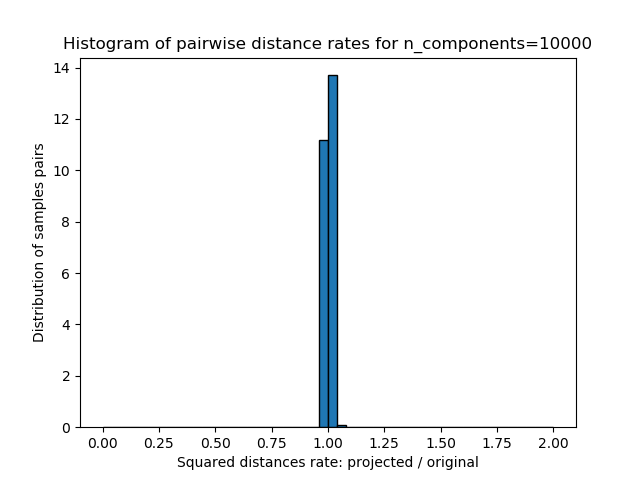 Histogram of pairwise distance rates for n_components=10000
Distribution of samples pairs
14
12
10
8
6
4
2
0
0.00 0.25 0.50 0.75 1.00 1.25 1.50 1.75 2.00
Squared distances rate: projected / original